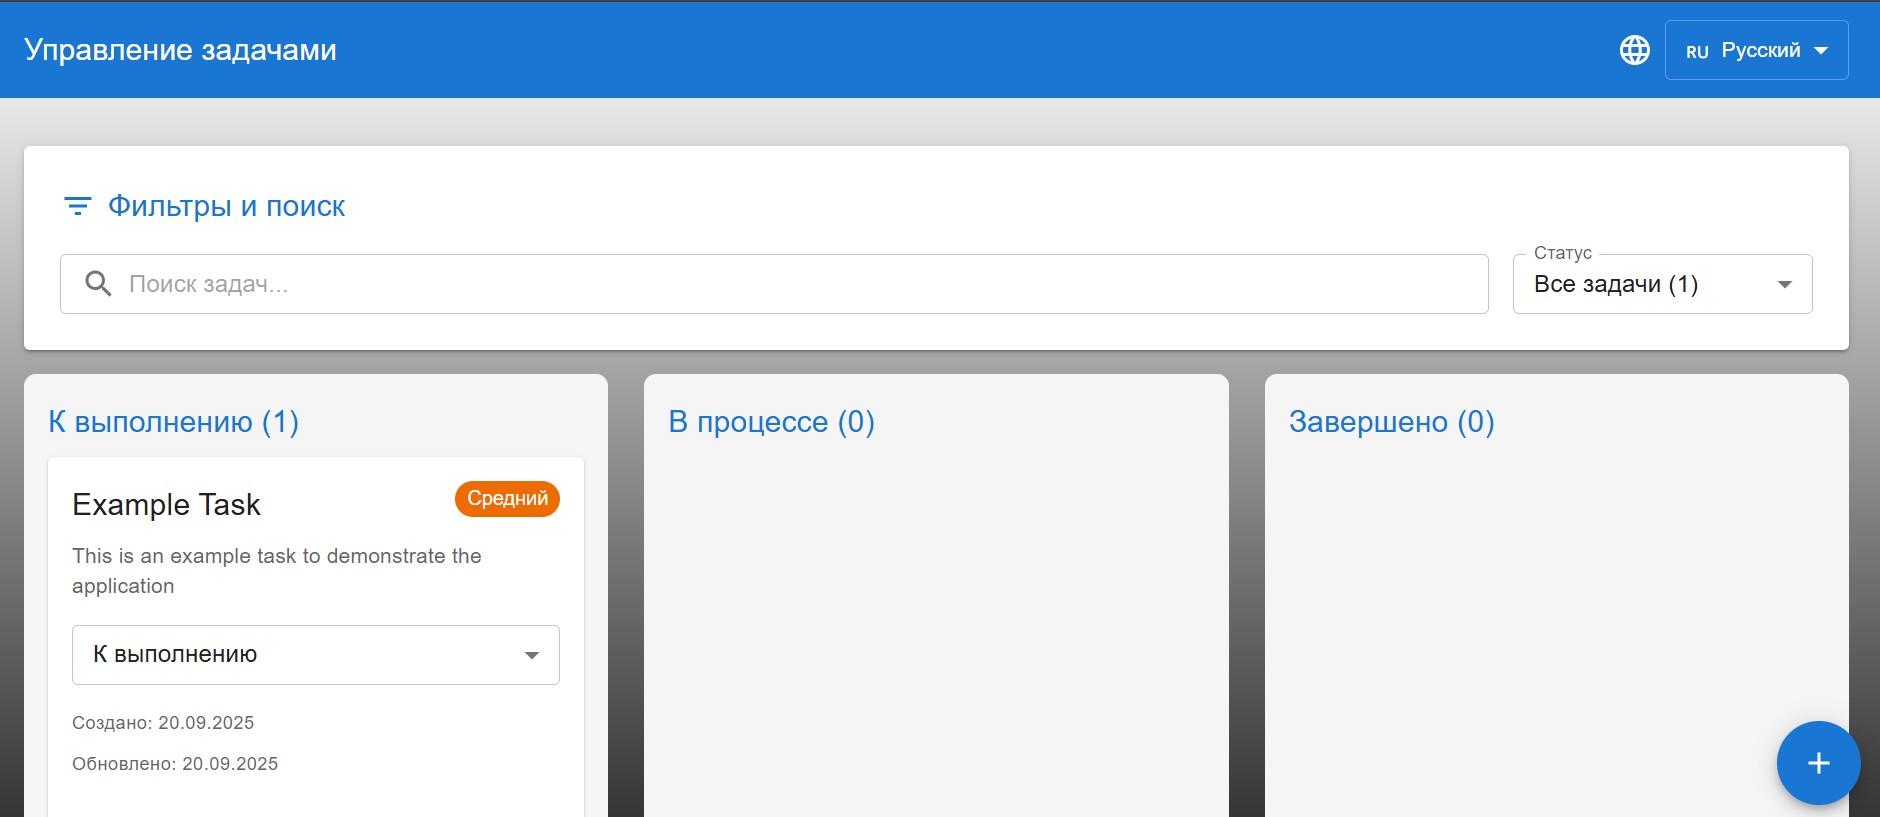 Управление задачами
RU Русский
Фильтры и поиск
Поиск задач...
Статус
Все задачи (1)
К выполнению (1)
Example Task
Средний
This is an example task to demonstrate the
application
К выполнению
Создано: 20.09.2025
Обновлено: 20.09.2025
В процессе (0)
Завершено (0)